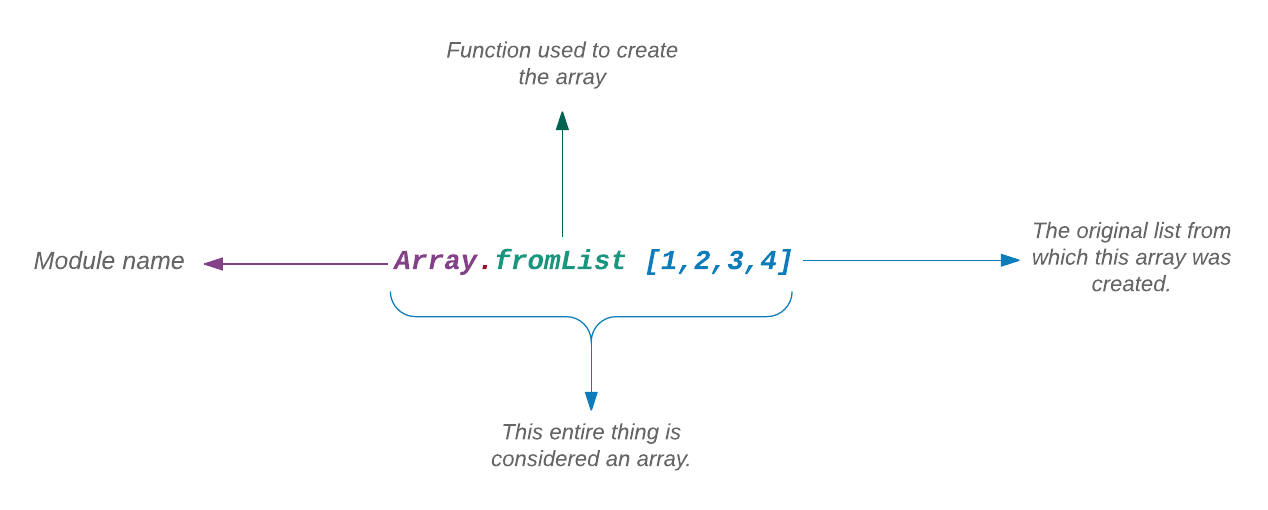 Function used to create
the array
Module name
Array.fromList [1,2,3,4]
The original list from
which this array was
created.
This entire thing is
considered an array.